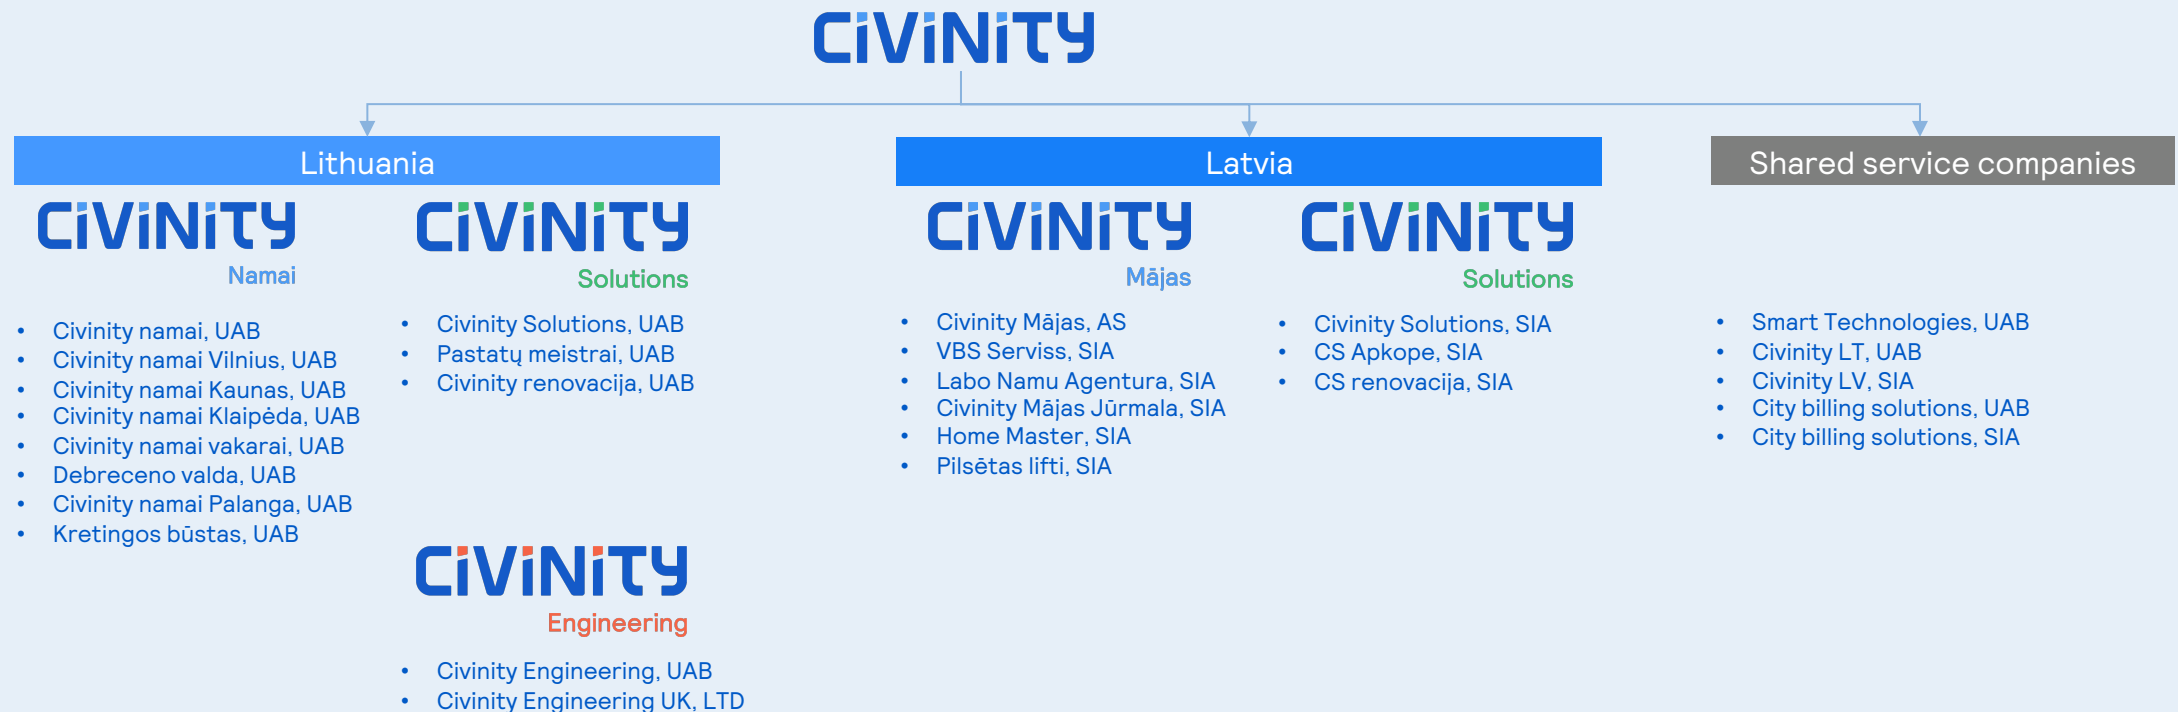 CiViNiTY
Lithuania
Latvia
Shared service companies
CiViNiTY
Namai
• Civinity namai, UAB
• Civinity namai Vilnius, UAB
• Civinity namai Kaunas, UAB
• Civinity namai Klaipėda, UAB
• Civinity namai vakarai, UAB
• Debreceno valda, UAB
• Civinity namai Palanga, UAB
• Kretingos būstas, UAB
CiViNiTY
Solutions
• Civinity Solutions, UAB
• Pastatų meistrai, UAB
• Civinity renovacija, UAB
CiViNiTY
Engineering
• Civinity Engineering, UAB
• Civinity Engineering UK, LTD
CiViNiTY
Mājas
• Civinity Mājas, AS
• VBS Serviss, SIA
• Labo Namu Agentura, SIA
• Civinity Mājas Jūrmala, SIA
• Home Master, SIA
• Pilsētas lifti, SIA
CiViNiTY
Solutions
• Civinity Solutions, SIA
• CS Apkope, SIA
• CS renovacija, SIA
• Smart Technologies, UAB
• Civinity LT, UAB
• Civinity LV, SIA
• City billing solutions, UAB
• City billing solutions, SIA